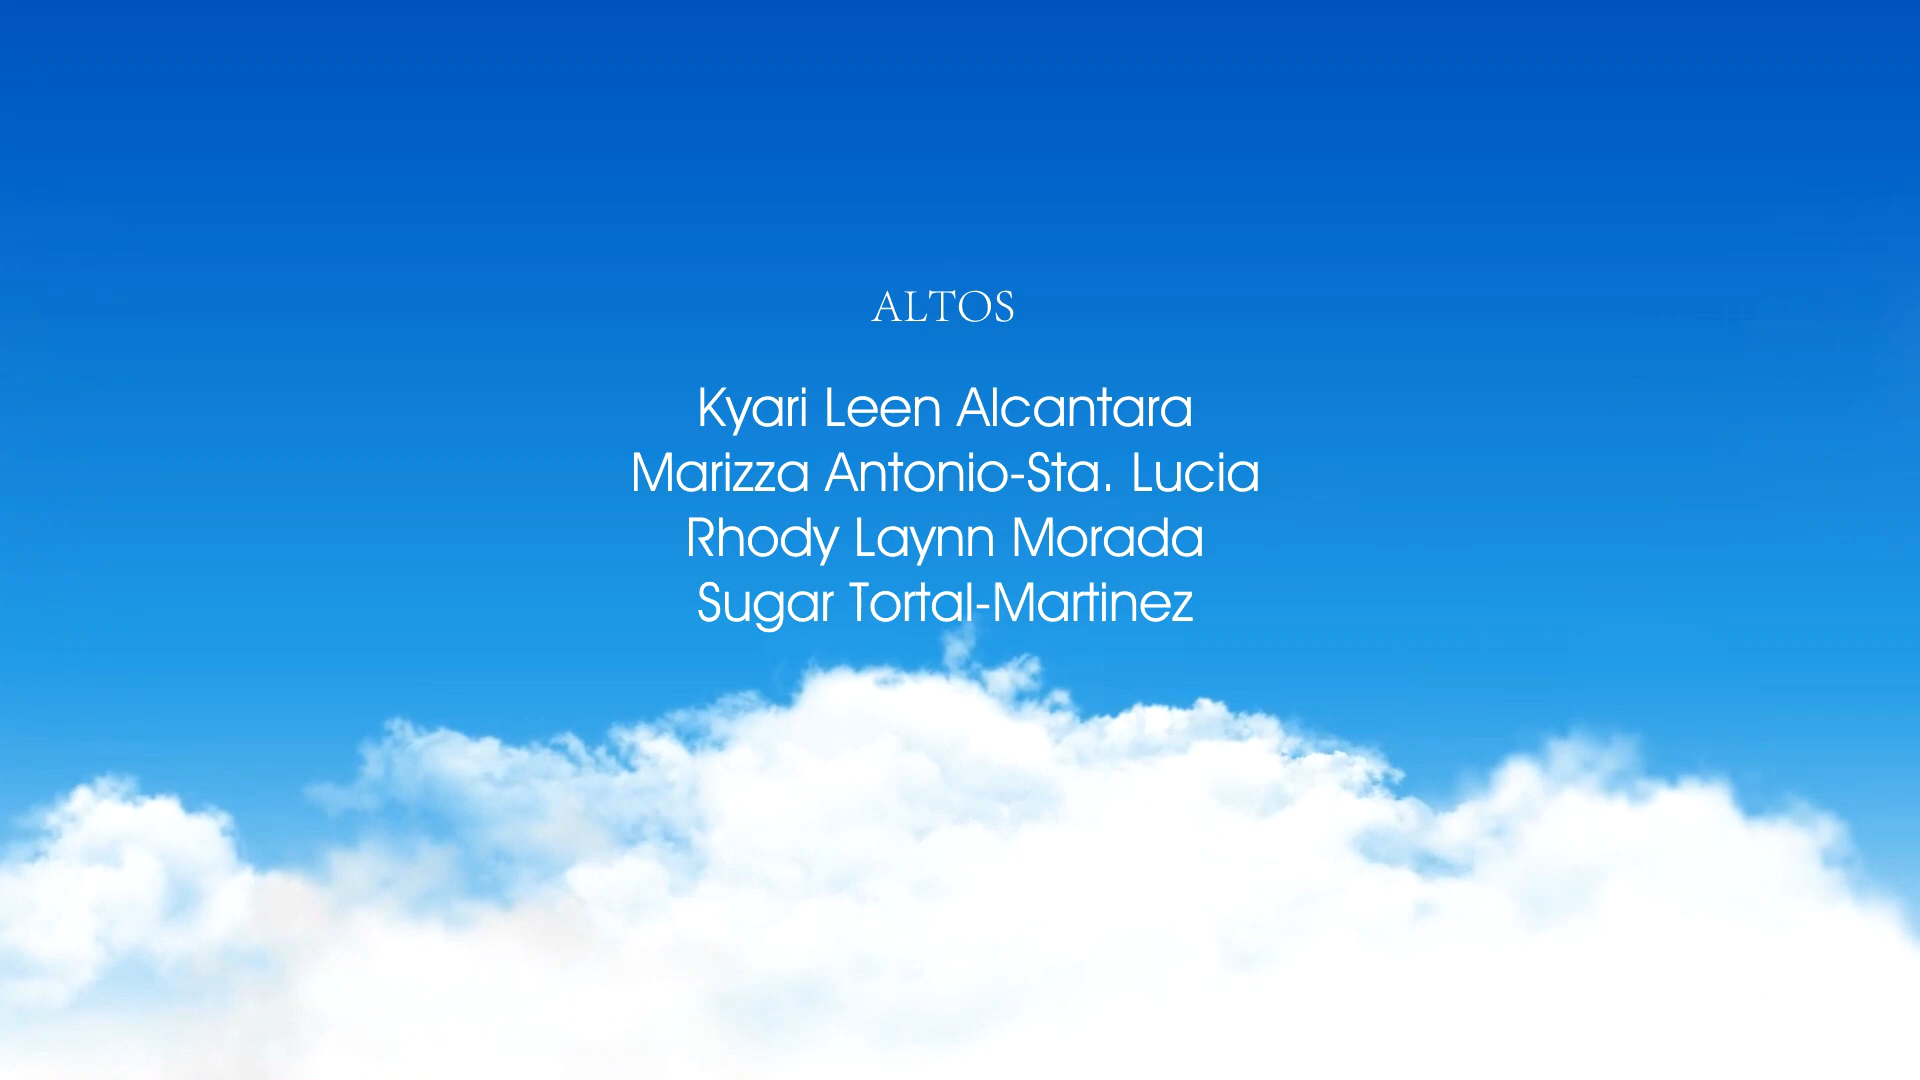 ALTOS
Kyari Leen Alcantara
Marizza Antonio-Sta. Lucia
Rhody Laynn Morada
Sugar Tortal-Martinez